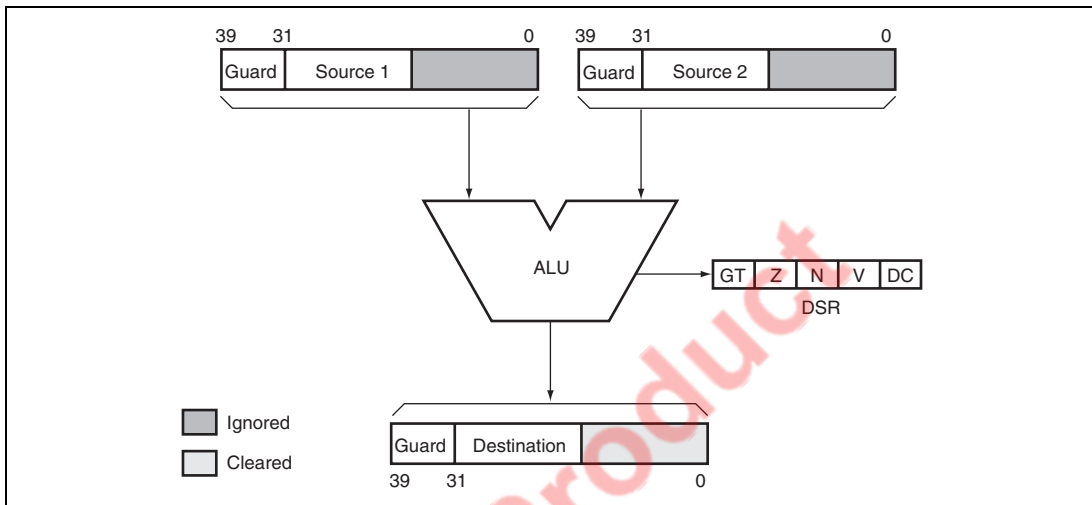 39 31 0 39 31 0
Guard Source 1 Guard Source 2
ALU
GT Z N V DC
DSR
Ignored
Cleared
Guard Destination
39 31 0
roduct